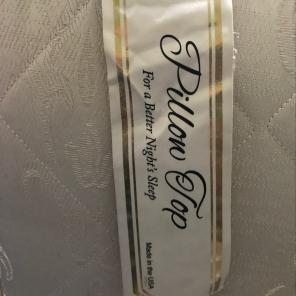 Pillow Top
For a Better Night's Sleep
Made in the USA